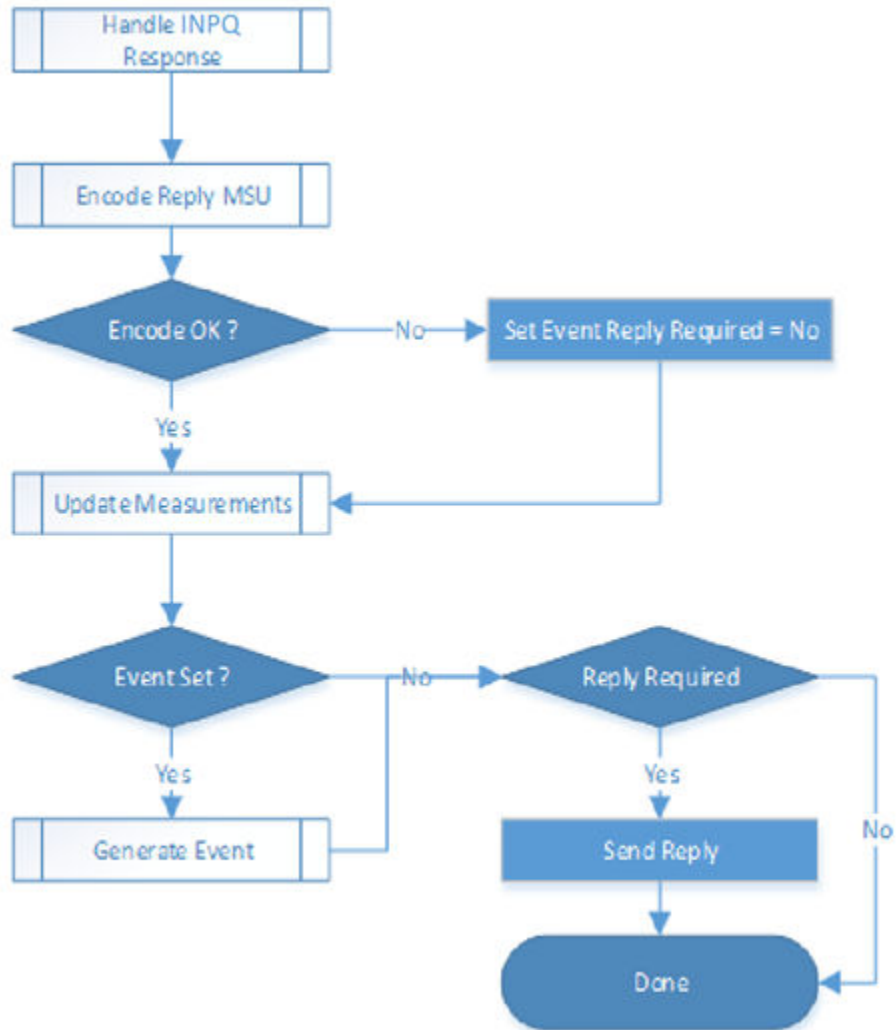 Handle INPQ
Response
Encode Reply MSU
Encode OK ?
No
Set Event Reply Required = No
Yes
Update Measurements
Event Set ?
No
Reply Required
Yes
Yes
No
Generate Event
Send Reply
Done